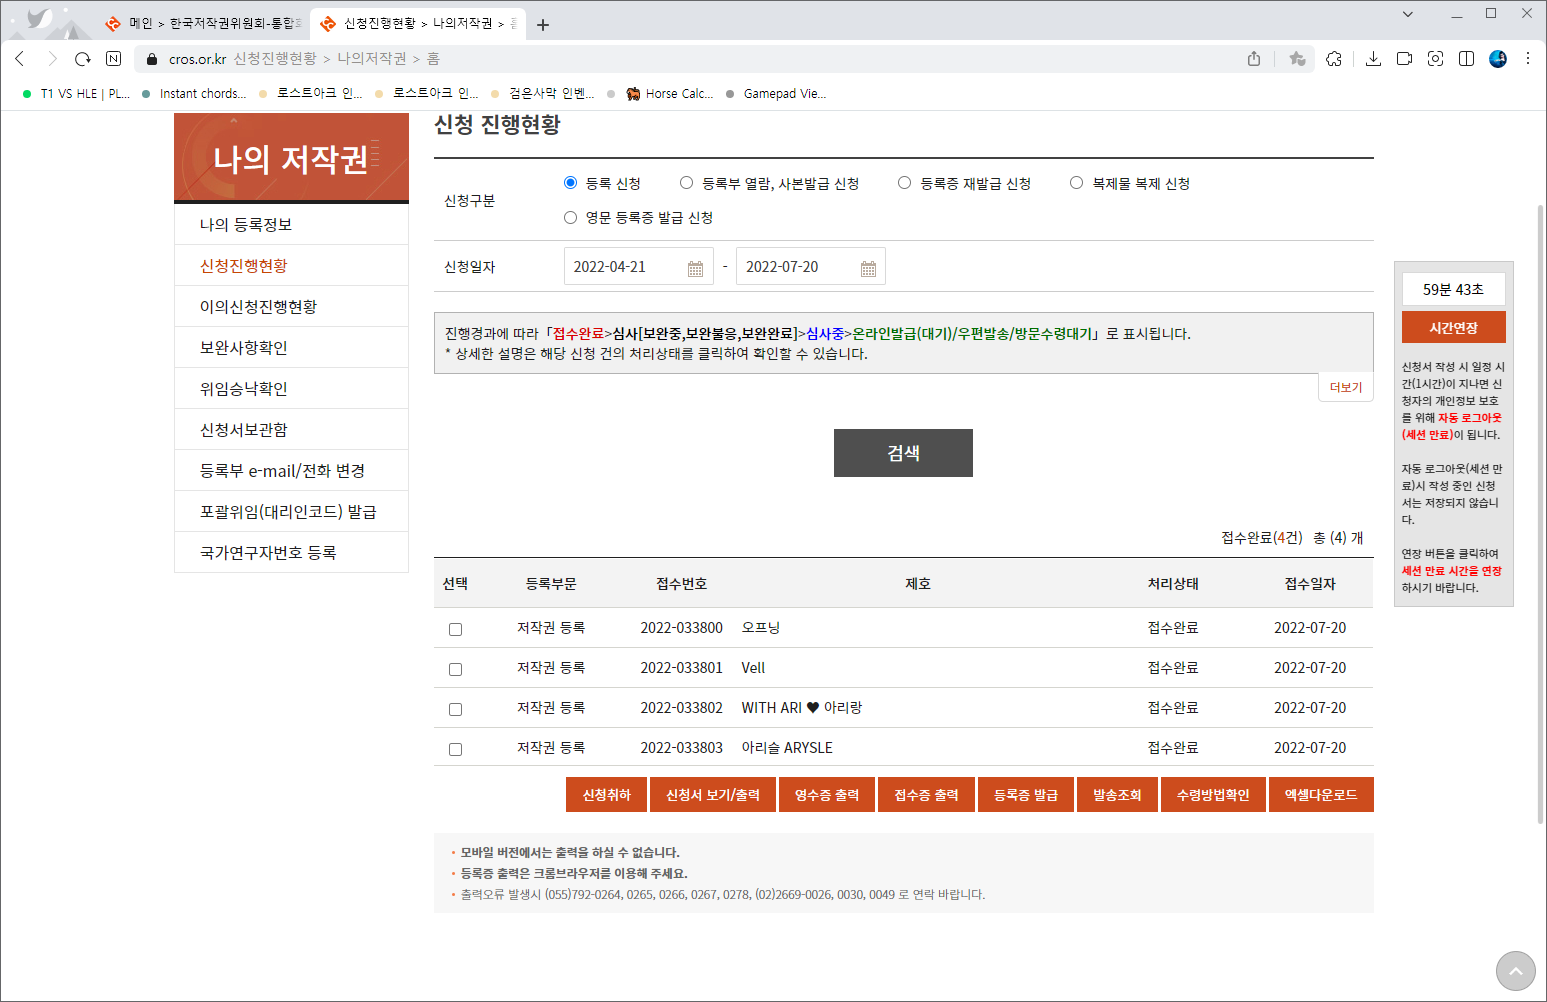 메인 > 한국저작권위원회-통합
신청진행현황 > 나의저작권 >
cros.or.kr 신청진행현황 > 나의저작권 > 홈
T1 VS HLE | PL...
Instant chords...
로스트아크 인...
로스트아크 인...
검은사막 인벤...
Horse Calc...
Gamepad Vie...
나의 저작권
나의 등록정보
신청진행현황
이의신청진행현황
보완사항확인
위임승낙확인
신청서보관함
등록부 e-mail/전화 변경
포괄위임(대리인코드) 발급
국가연구자번호 등록
신청 진행현황
신청구분
등록 신청
등록부 열람, 사본발급 신청
등록증 재발급 신청
복제물 복제 신청
영문 등록증 발급 신청
신청일자 2022-04-21 - 2022-07-20
진행경과에 따라「접수완료>심사[보완중,보완불응,보완완료]>심사중>온라인발급(대기)/우편발송/방문수령대기」로 표시됩니다.
* 상세한 설명은 해당 신청 건의 처리상태를 클릭하여 확인할 수 있습니다.
더보기
검색
접수완료(4건) 총 (4) 개
선택 등록부문 접수번호 제호 처리상태 접수일자
저작권 등록 2022-033800 오프닝 접수완료 2022-07-20
저작권 등록 2022-033801 Vell 접수완료 2022-07-20
저작권 등록 2022-033802 WITH ARI ♥ 아리랑 접수완료 2022-07-20
저작권 등록 2022-033803 아리슬 ARYSLE 접수완료 2022-07-20
신청취하
신청서 보기/출력
영수증 출력
접수증 출력
등록증 발급
발송조회
수령방법확인
엑셀다운로드
• 모바일 버전에서는 출력을 하실 수 없습니다.
• 등록증 출력은 크롬브라우저를 이용해 주세요.
• 출력오류 발생시 (055)792-0264, 0265, 0266, 0267, 0278, (02)2669-0026, 0030, 0049 로 연락 바랍니다.
59분 43초
시간연장
신청서 작성 시 일정 시
간(1시간)이 지나면 신
청자의 개인정보 보호
를 위해 자동 로그아웃
(세션 만료)이 됩니다.
자동 로그아웃(세션 만
료)시 작성 중인 신청
서는 저장되지 않습니
다.
연장 버튼을 클릭하여
세션 만료 시간을 연장
하시기 바랍니다.